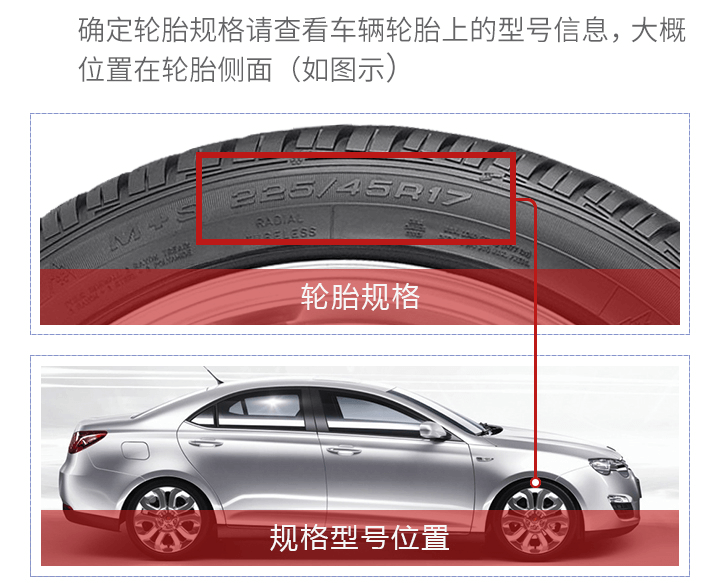 确定轮胎规格请查看车辆轮胎上的型号信息，大概
位置在轮胎侧面（如图示）
225/45R17
M+S
RADIAL
TUBELESS
轮胎规格
规格型号位置